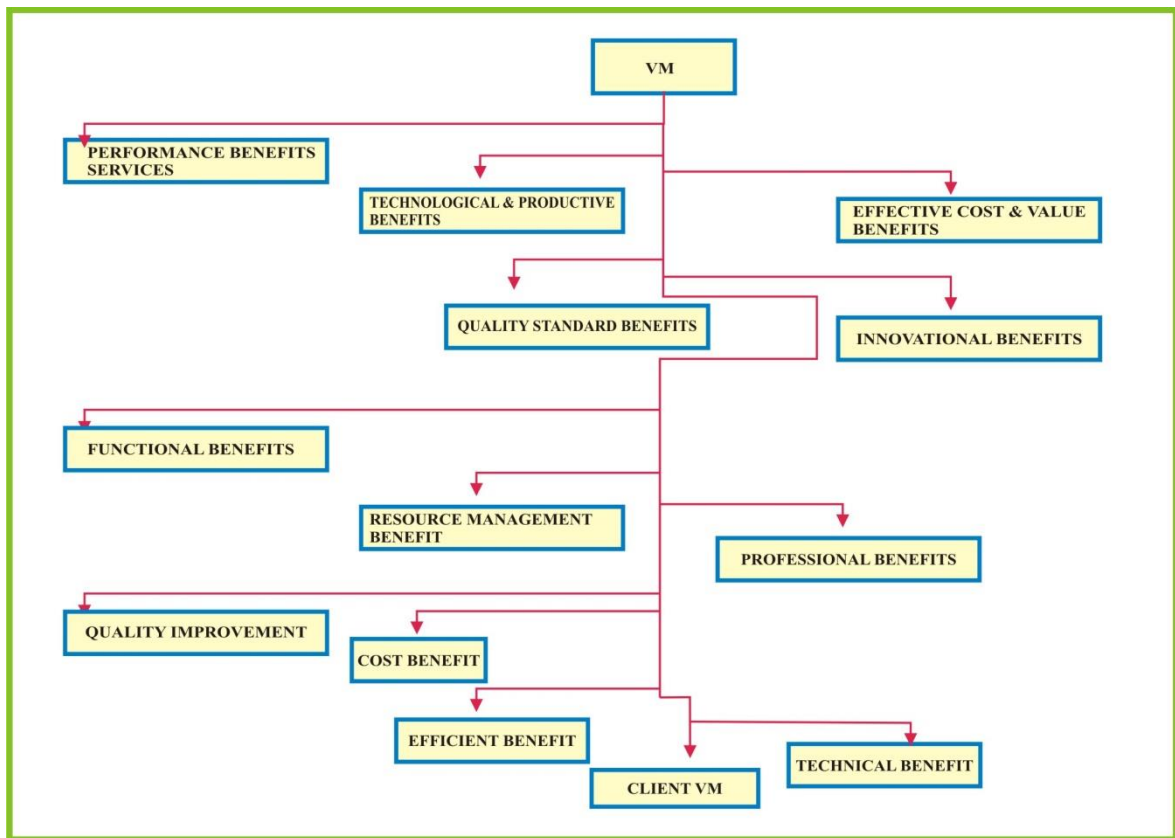 VM
PERFORMANCE BENEFITS
SERVICES
TECHNOLOGICAL & PRODUCTIVE
BENEFITS
EFFECTIVE COST & VALUE
BENEFITS
QUALITY STANDARD BENEFITS
INNOVATIONAL BENEFITS
FUNCTIONAL BENEFITS
RESOURCE MANAGEMENT
BENEFIT
PROFESSIONAL BENEFITS
QUALITY IMPROVEMENT
COST BENEFIT
EFFICIENT BENEFIT
TECHNICAL BENEFIT
CLIENT VM